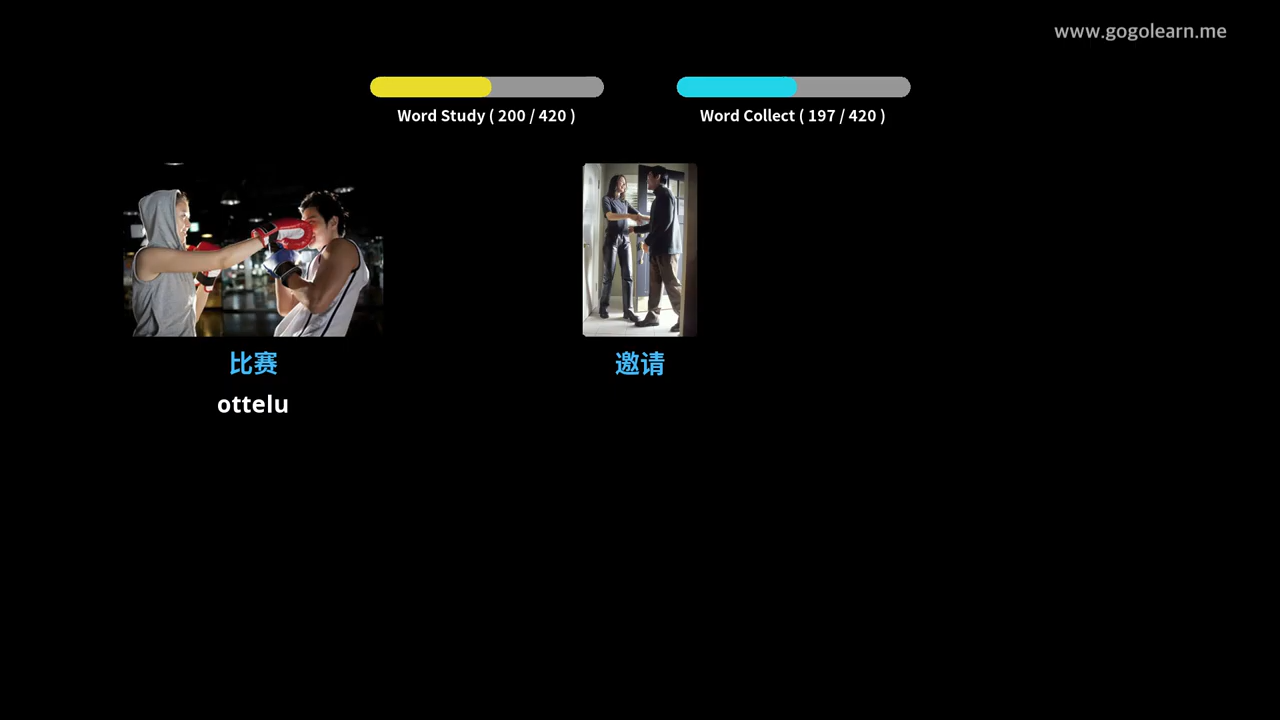 www.gogolearn.me
Word Study ( 200 / 420 )
Word Collect ( 197 / 420 )
比赛
邀请
ottelu